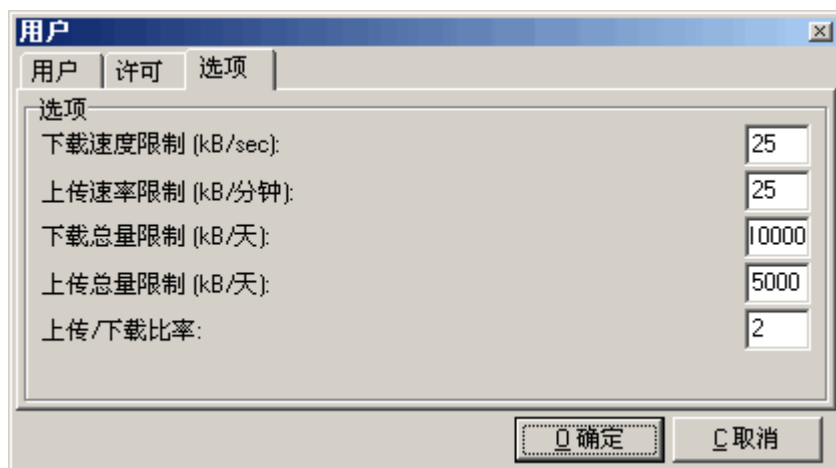 用户
用户 许可 选项
选项
下载速度限制 (kB/sec): 25
上传速率限制 (kB/分钟): 25
下载总量限制 (kB/天): 10000
上传总量限制 (kB/天): 5000
上传/下载比率: 2
O 确定 C 取消